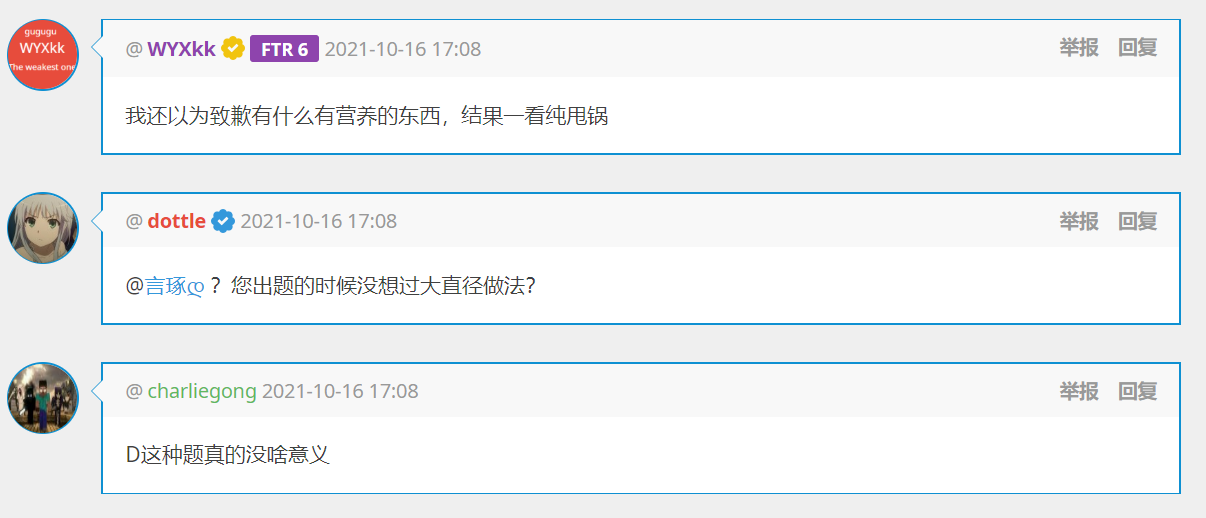 gugugu
WYXkk
The weakest one
@ WYXkk FTR 6 2021-10-16 17:08 举报 回复
我还以为致歉有什么有营养的东西，结果一看纯甩锅
@ dottle 2021-10-16 17:08 举报 回复
@言琢დ ？您出题的时候没想过大直径做法？
@ charliegong 2021-10-16 17:08 举报 回复
D这种题真的没啥意义